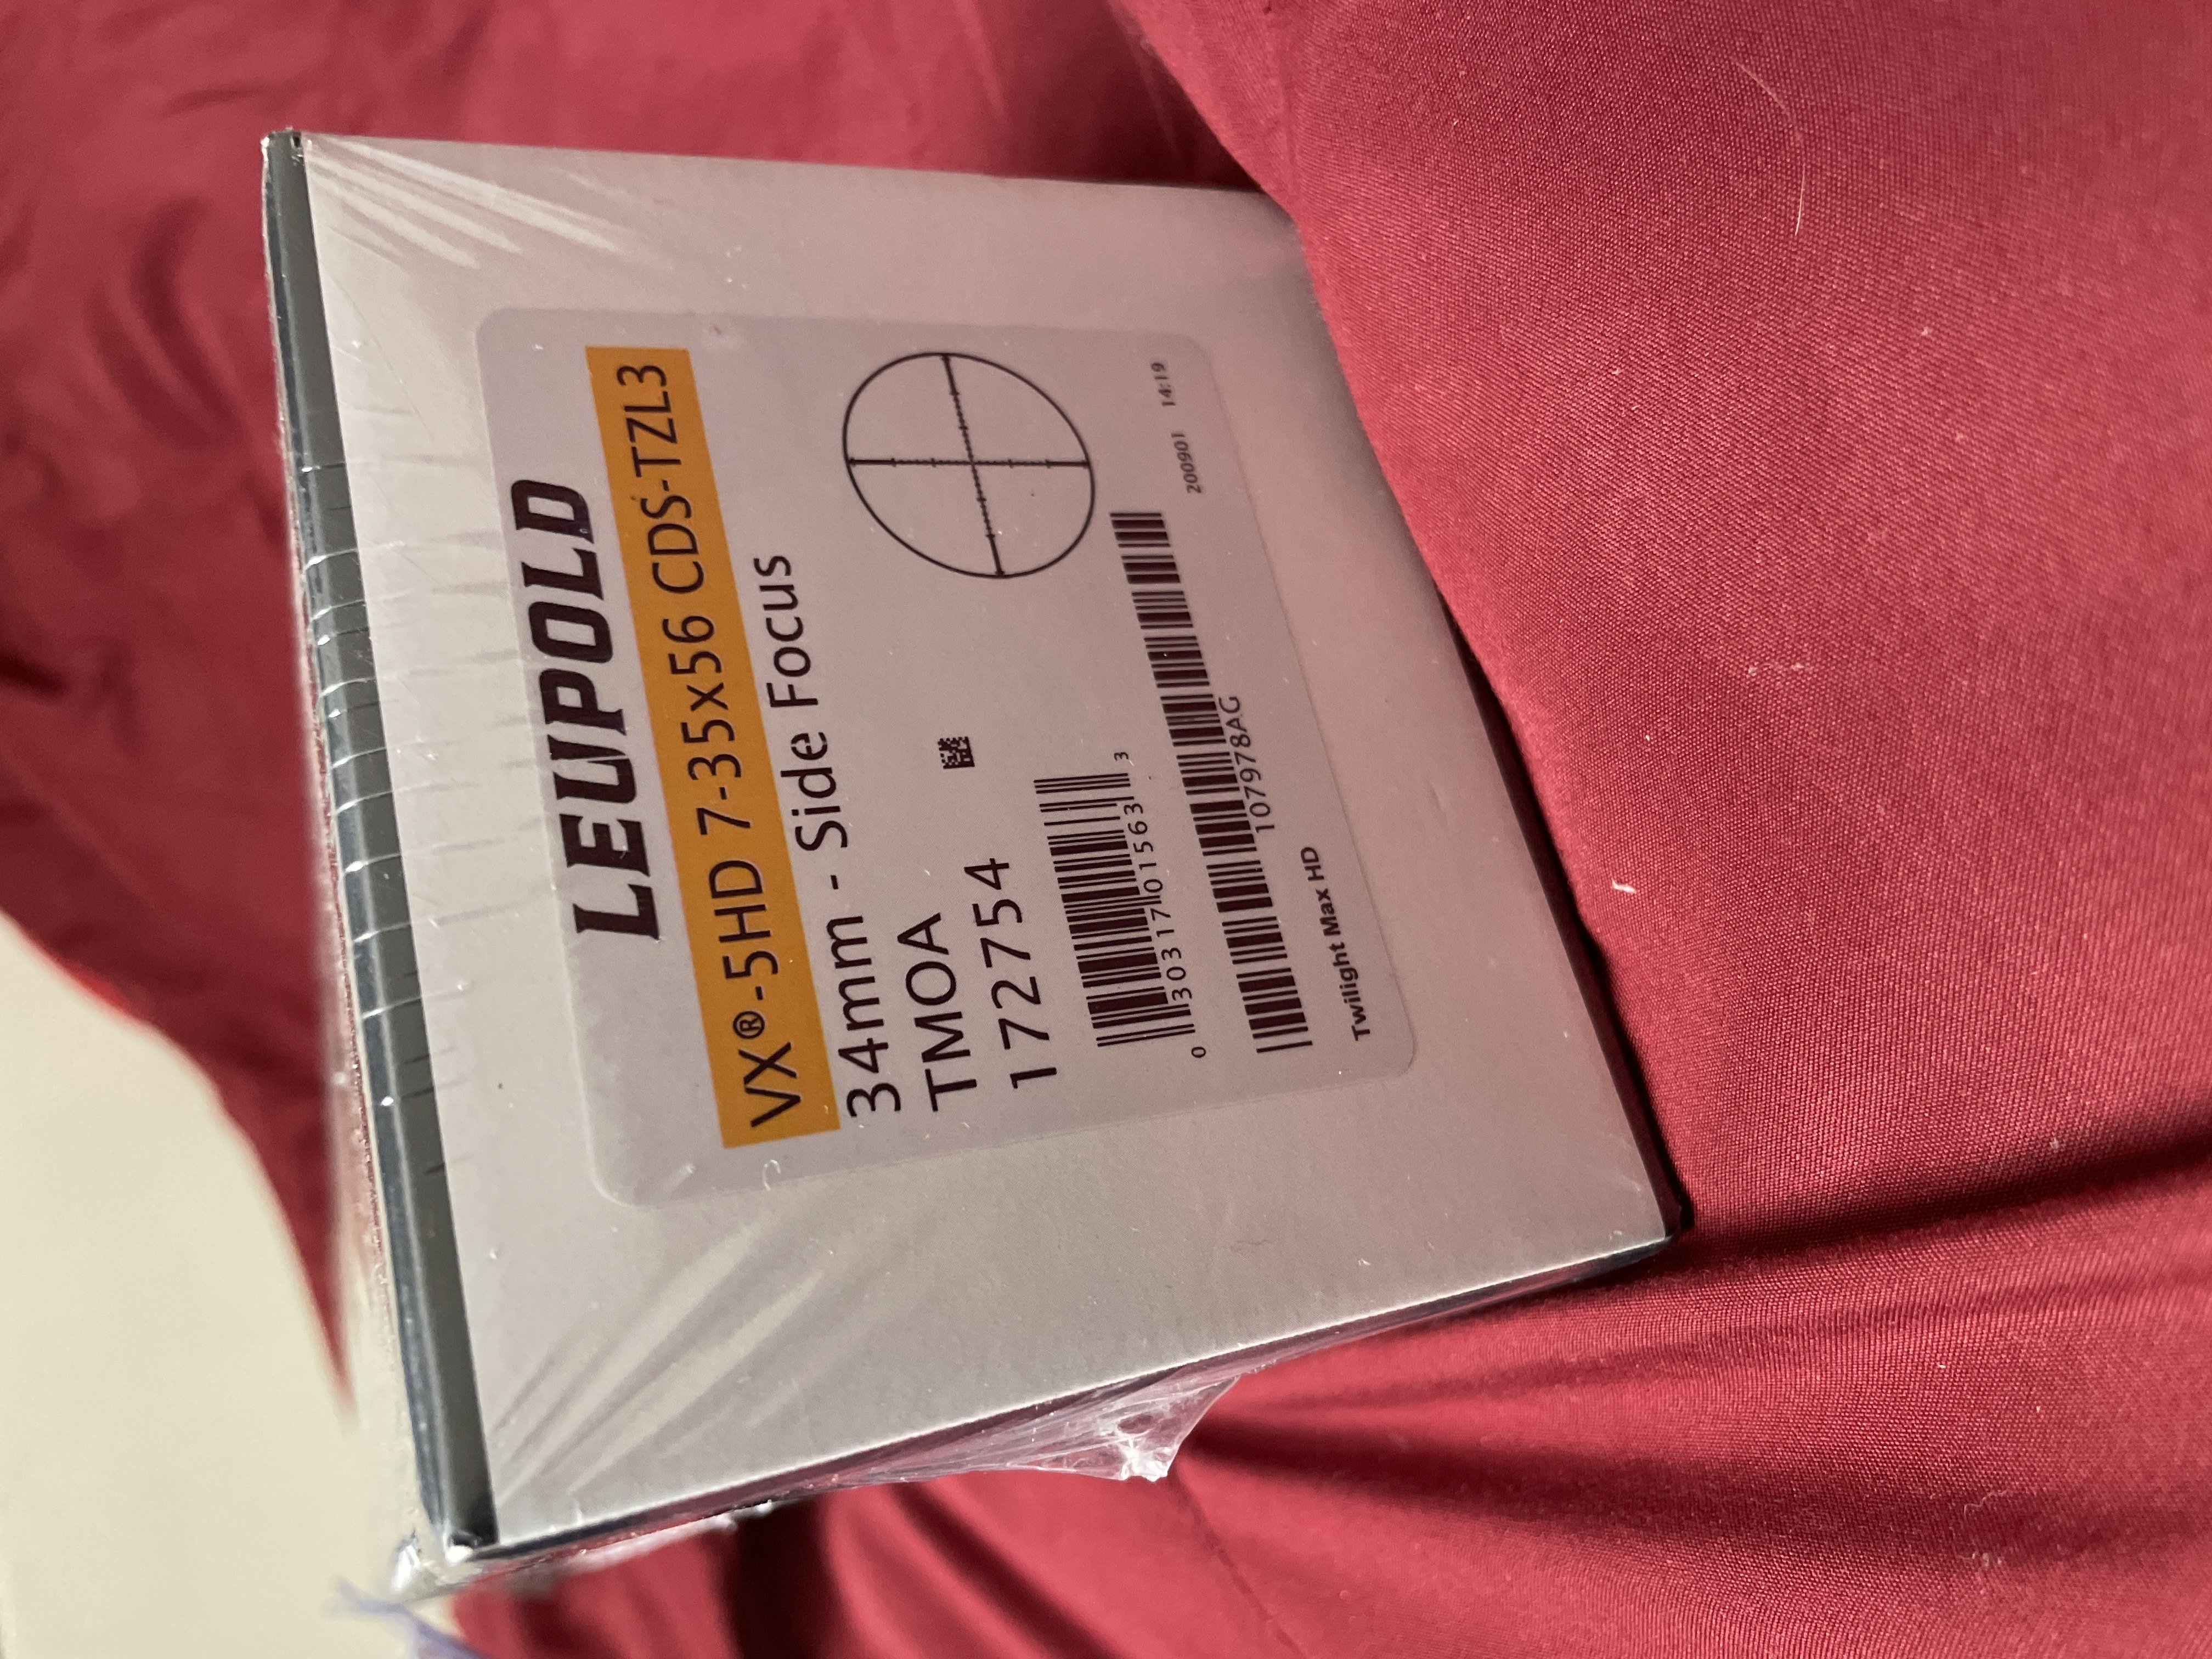 LEUPOLD
VX®-5HD 7-35x56 CDS-TZL3
34mm - Side Focus
TMOA
172754
0 30317 01563 3
107978AG
200901 14:19
Twilight Max HD